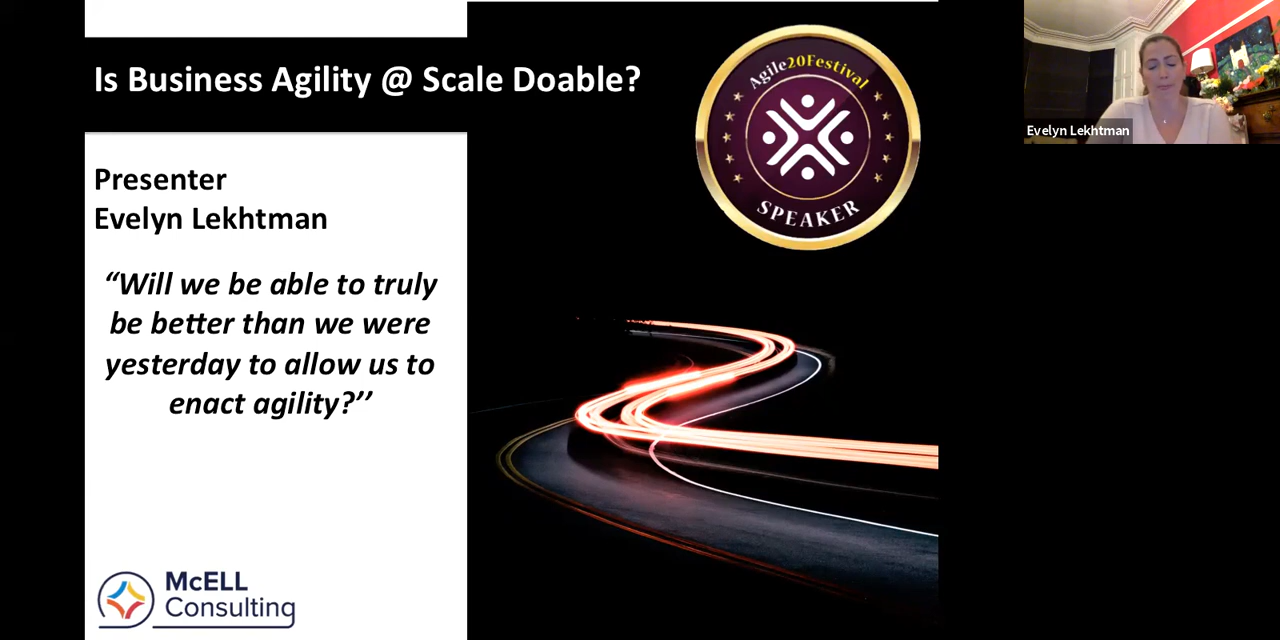 Is Business Agility @ Scale Doable?
Presenter
Evelyn Lekhtman
“Will we be able to truly
be better than we were
yesterday to allow us to
enact agility?’’
McELL
Consulting
Agile20Festival
SPEAKER
Evelyn Lekhtman